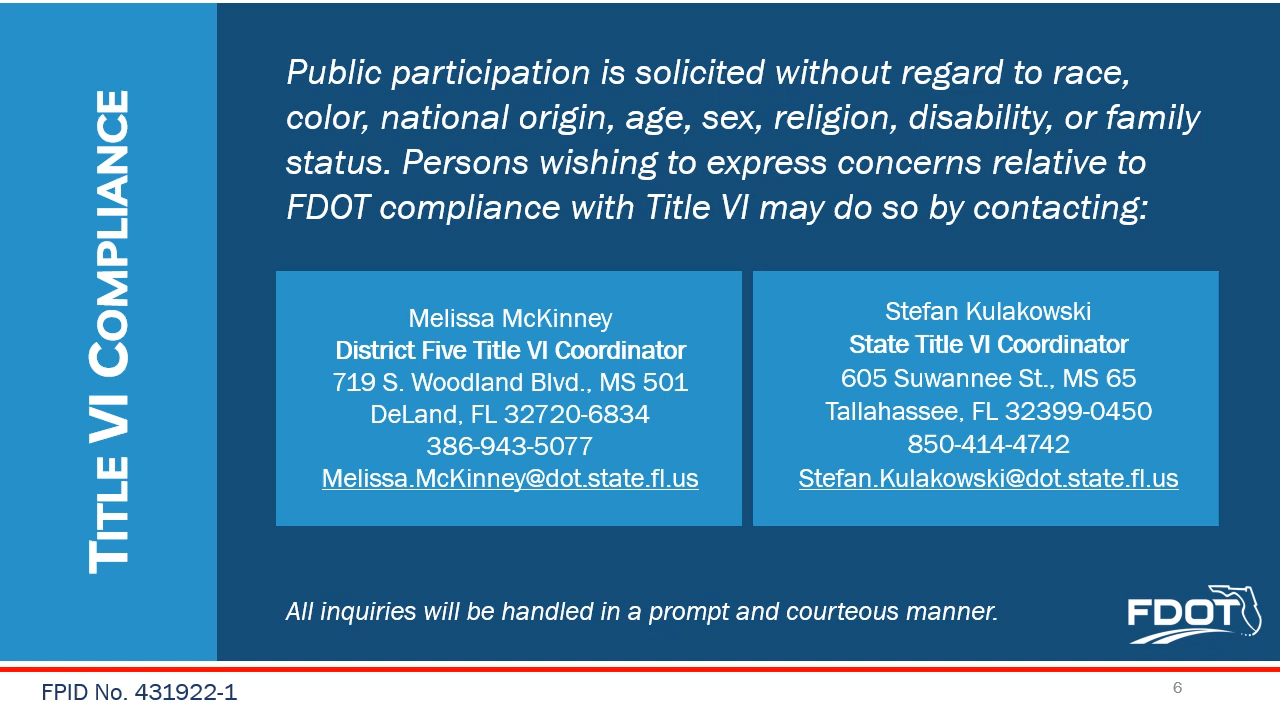 TITLE VI COMPLIANCE
Public participation is solicited without regard to race,
color, national origin, age, sex, religion, disability, or family
status. Persons wishing to express concerns relative to
FDOT compliance with Title VI may do so by contacting:
Melissa McKinney
District Five Title VI Coordinator
719 S. Woodland Blvd., MS 501
DeLand, FL 32720-6834
386-943-5077
Melissa.McKinney@dot.state.fl.us
Stefan Kulakowski
State Title VI Coordinator
605 Suwannee St., MS 65
Tallahassee, FL 32399-0450
850-414-4742
Stefan.Kulakowski@dot.state.fl.us
All inquiries will be handled in a prompt and courteous manner.
FDOT
FPID No. 431922-1
6